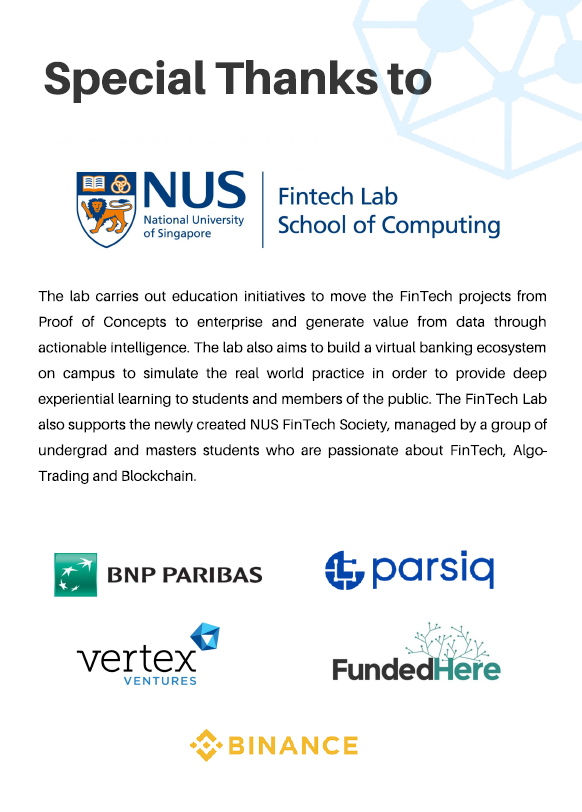 Special Thanks to
NUS
National University
of Singapore
Fintech Lab
School of Computing
The lab carries out education initiatives to move the FinTech projects from
Proof of Concepts to enterprise and generate value from data through
actionable intelligence. The lab also aims to build a virtual banking ecosystem
on campus to simulate the real world practice in order to provide deep
experiential learning to students and members of the public. The FinTech Lab
also supports the newly created NUS FinTech Society, managed by a group of
undergrad and masters students who are passionate about FinTech, Algo-
Trading and Blockchain.
BNP PARIBAS
parsiq
vertex
VENTURES
FundedHere
BINANCE